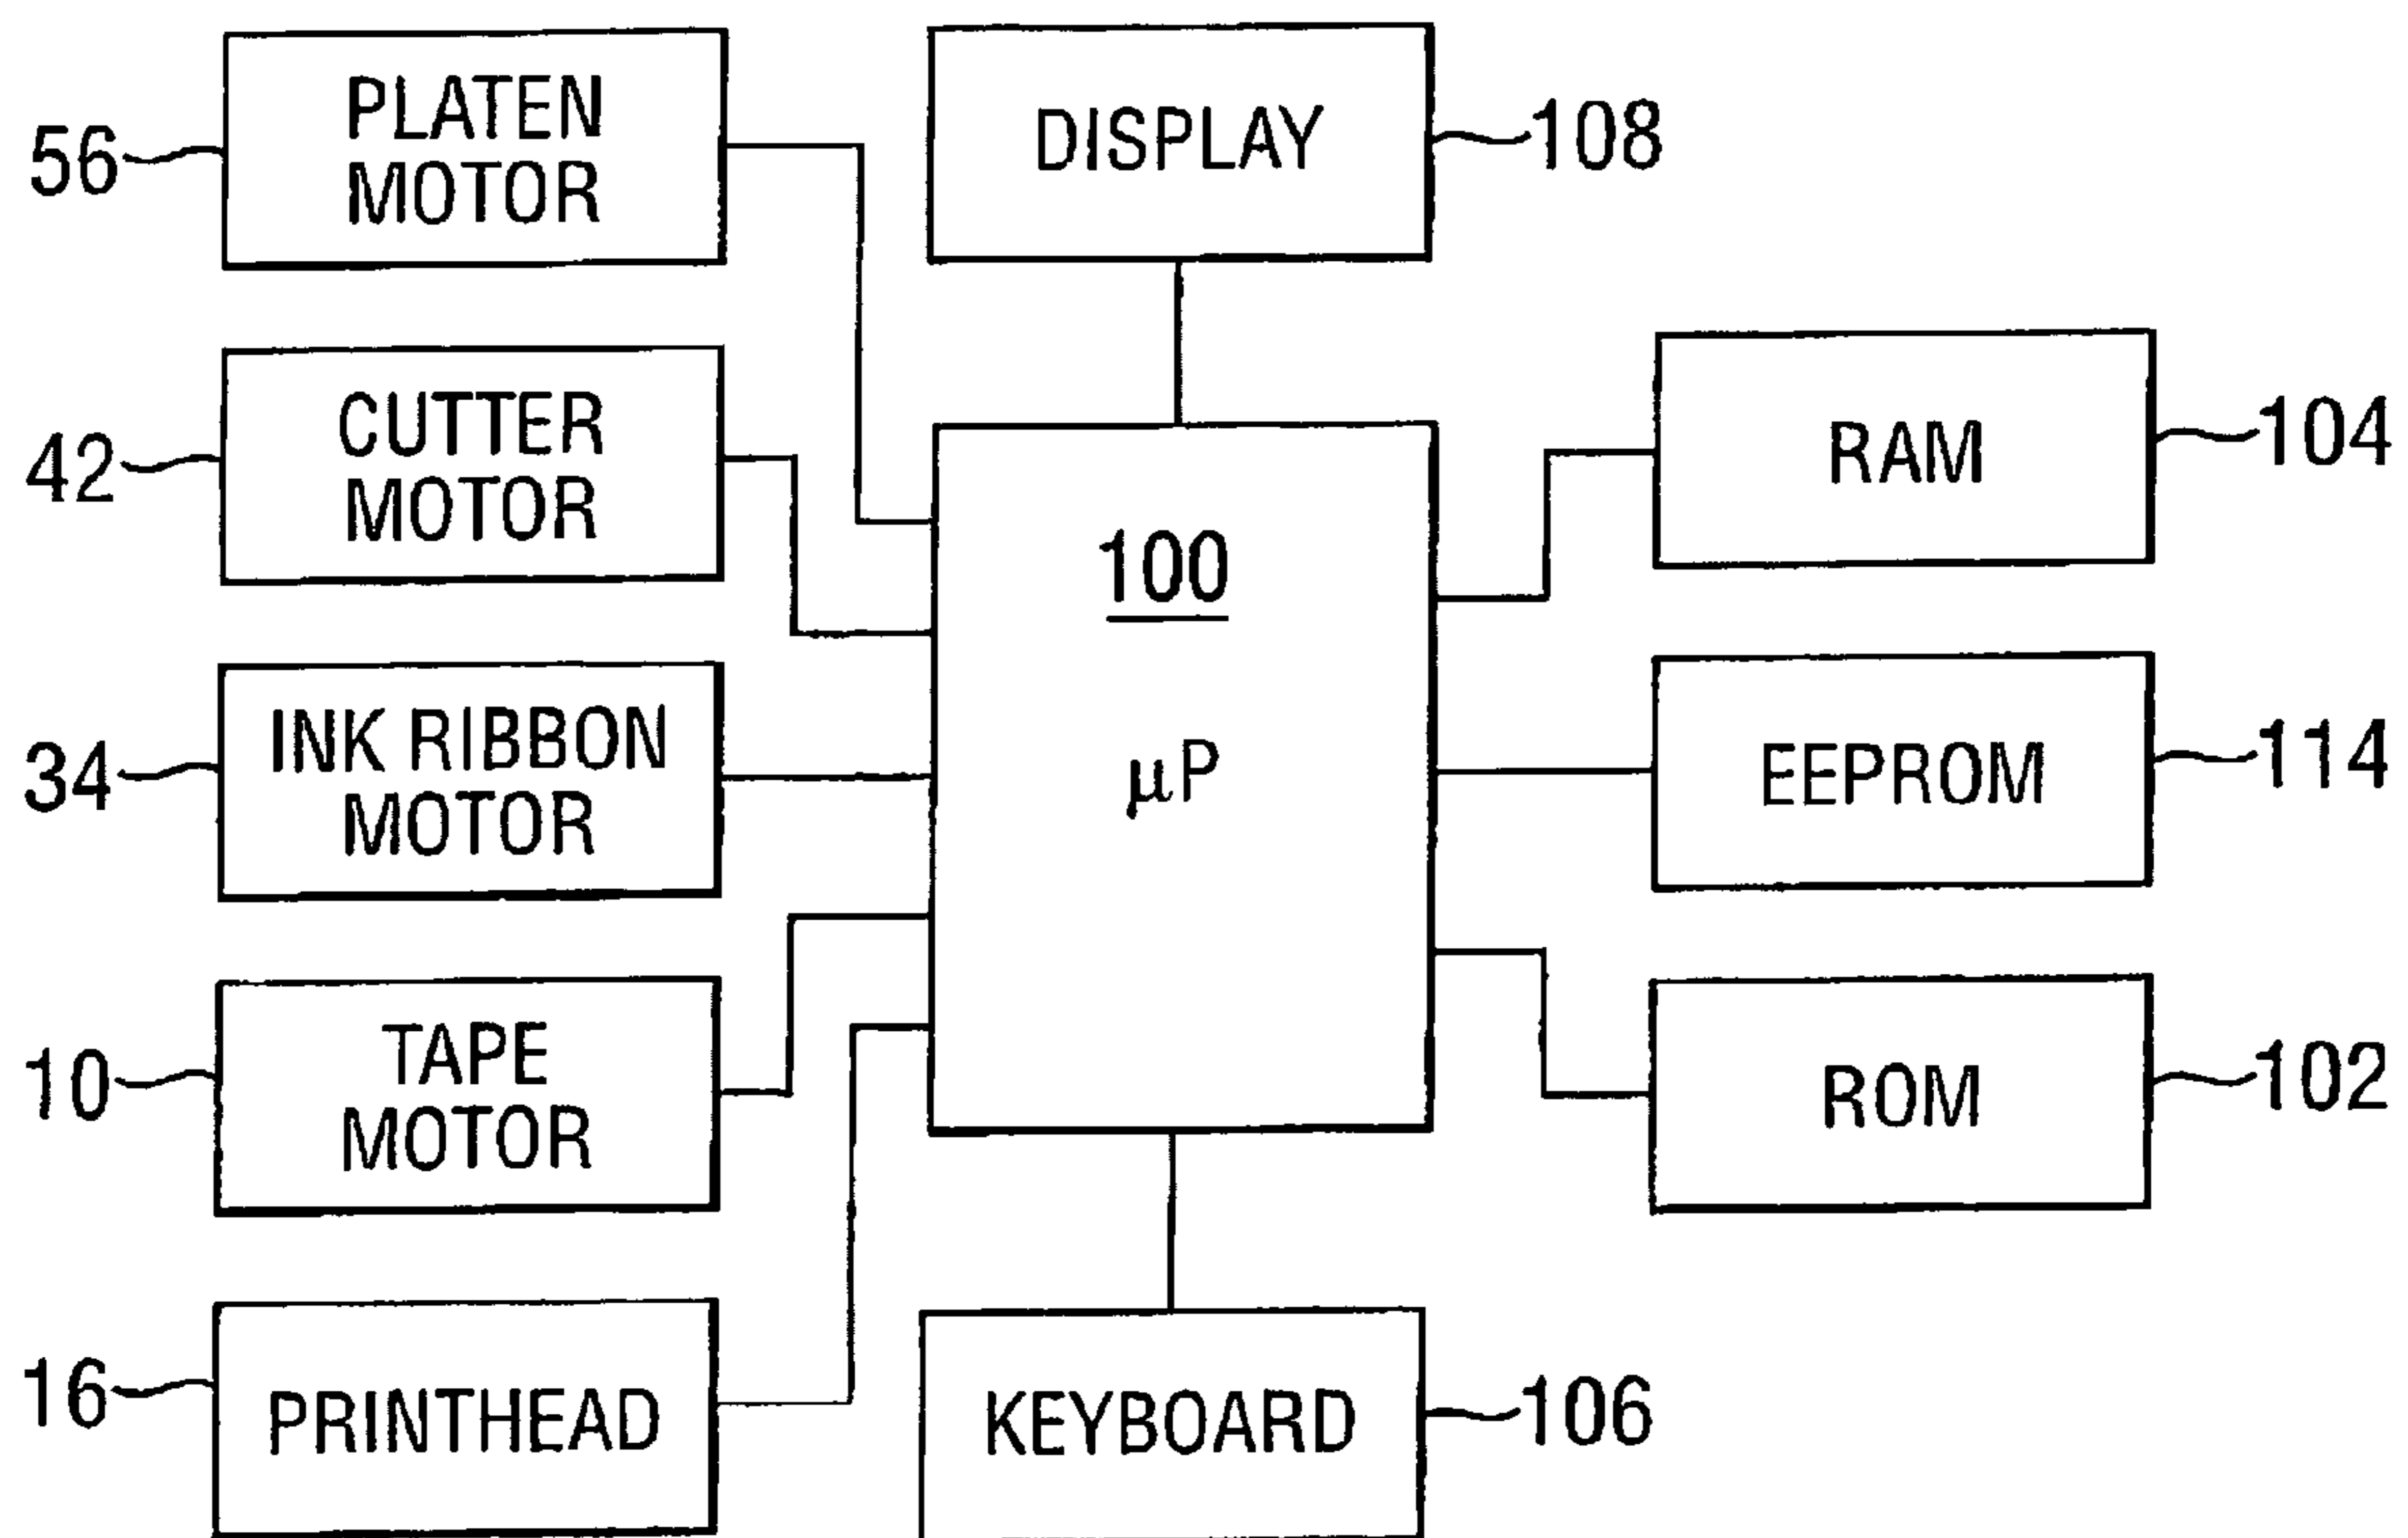 PLATEN
MOTOR
56
DISPLAY
108
CUTTER
MOTOR
42
RAM
104
100
µP
INK RIBBON
MOTOR
34
EEPROM
114
TAPE
MOTOR
10
ROM
102
PRINTHEAD
16
KEYBOARD
106